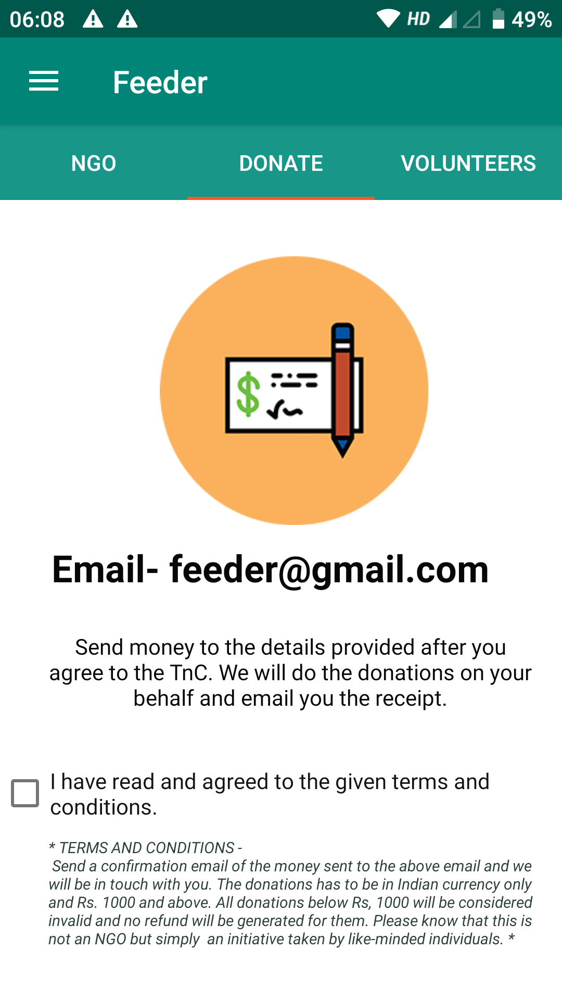 06:08 HD 49%
Feeder
NGO DONATE VOLUNTEERS
$
Email- feeder@gmail.com
Send money to the details provided after you
agree to the TnC. We will do the donations on your
behalf and email you the receipt.
I have read and agreed to the given terms and
conditions.
* TERMS AND CONDITIONS -
Send a confirmation email of the money sent to the above email and we
will be in touch with you. The donations has to be in Indian currency only
and Rs. 1000 and above. All donations below Rs, 1000 will be considered
invalid and no refund will be generated for them. Please know that this is
not an NGO but simply  an initiative taken by like-minded individuals. *